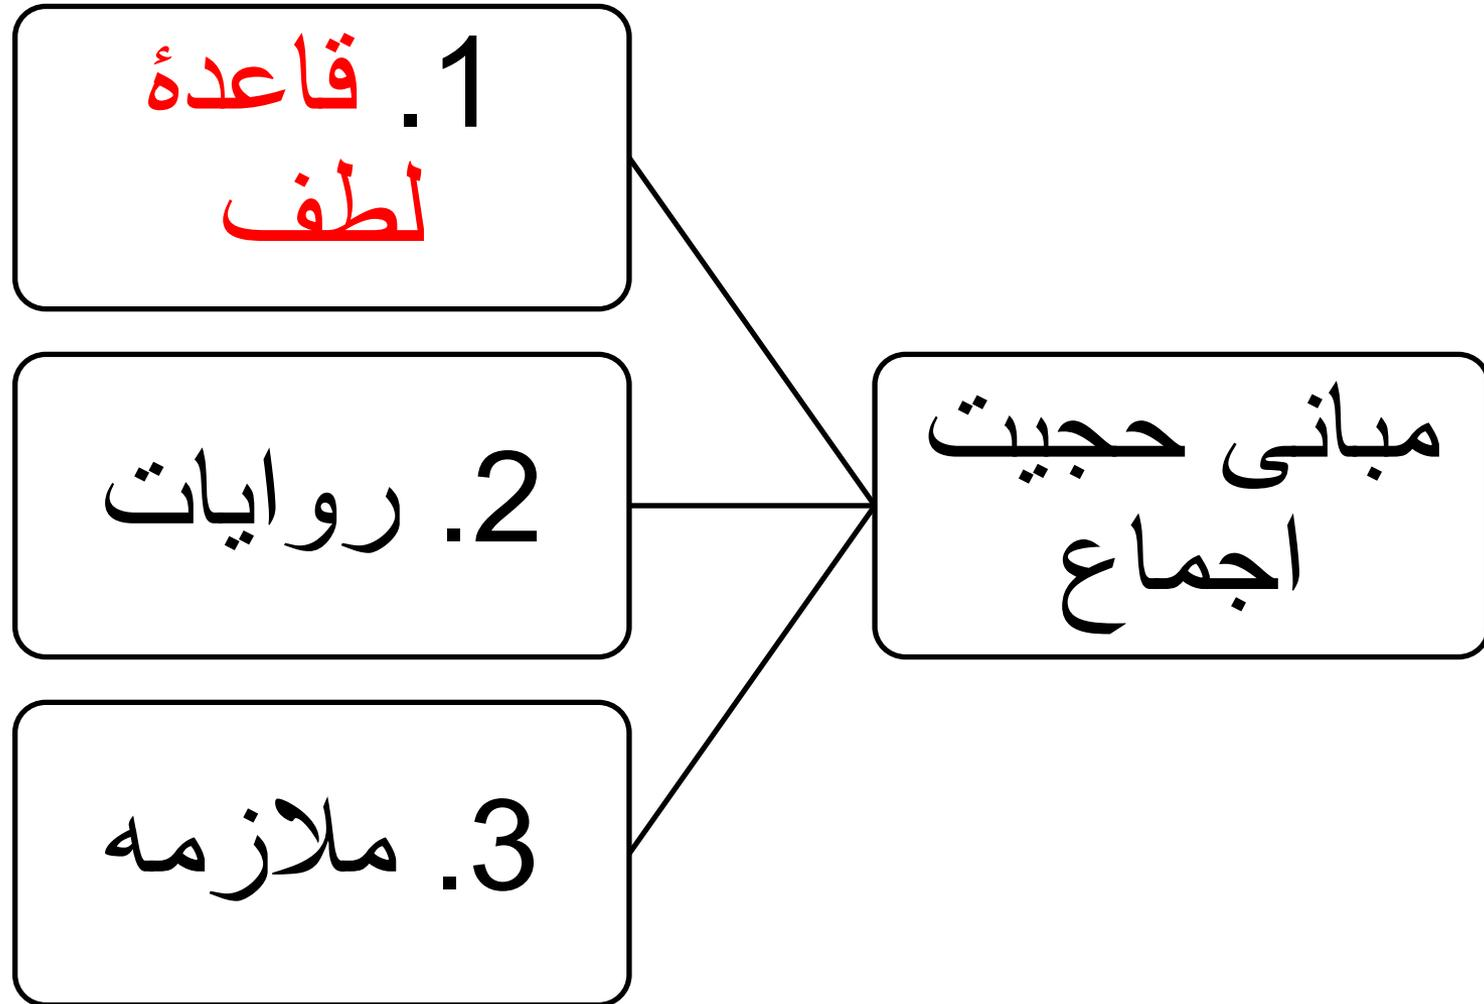 مبانی حجیت
اجماع
1. قاعدۀ
لطف
2. روایات
3. ملازمه